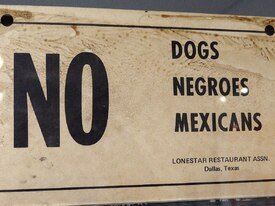 NO
DOGS
NEGROES
MEXICANS
LONESTAR RESTAURANT ASSN.
Dallas, Texas